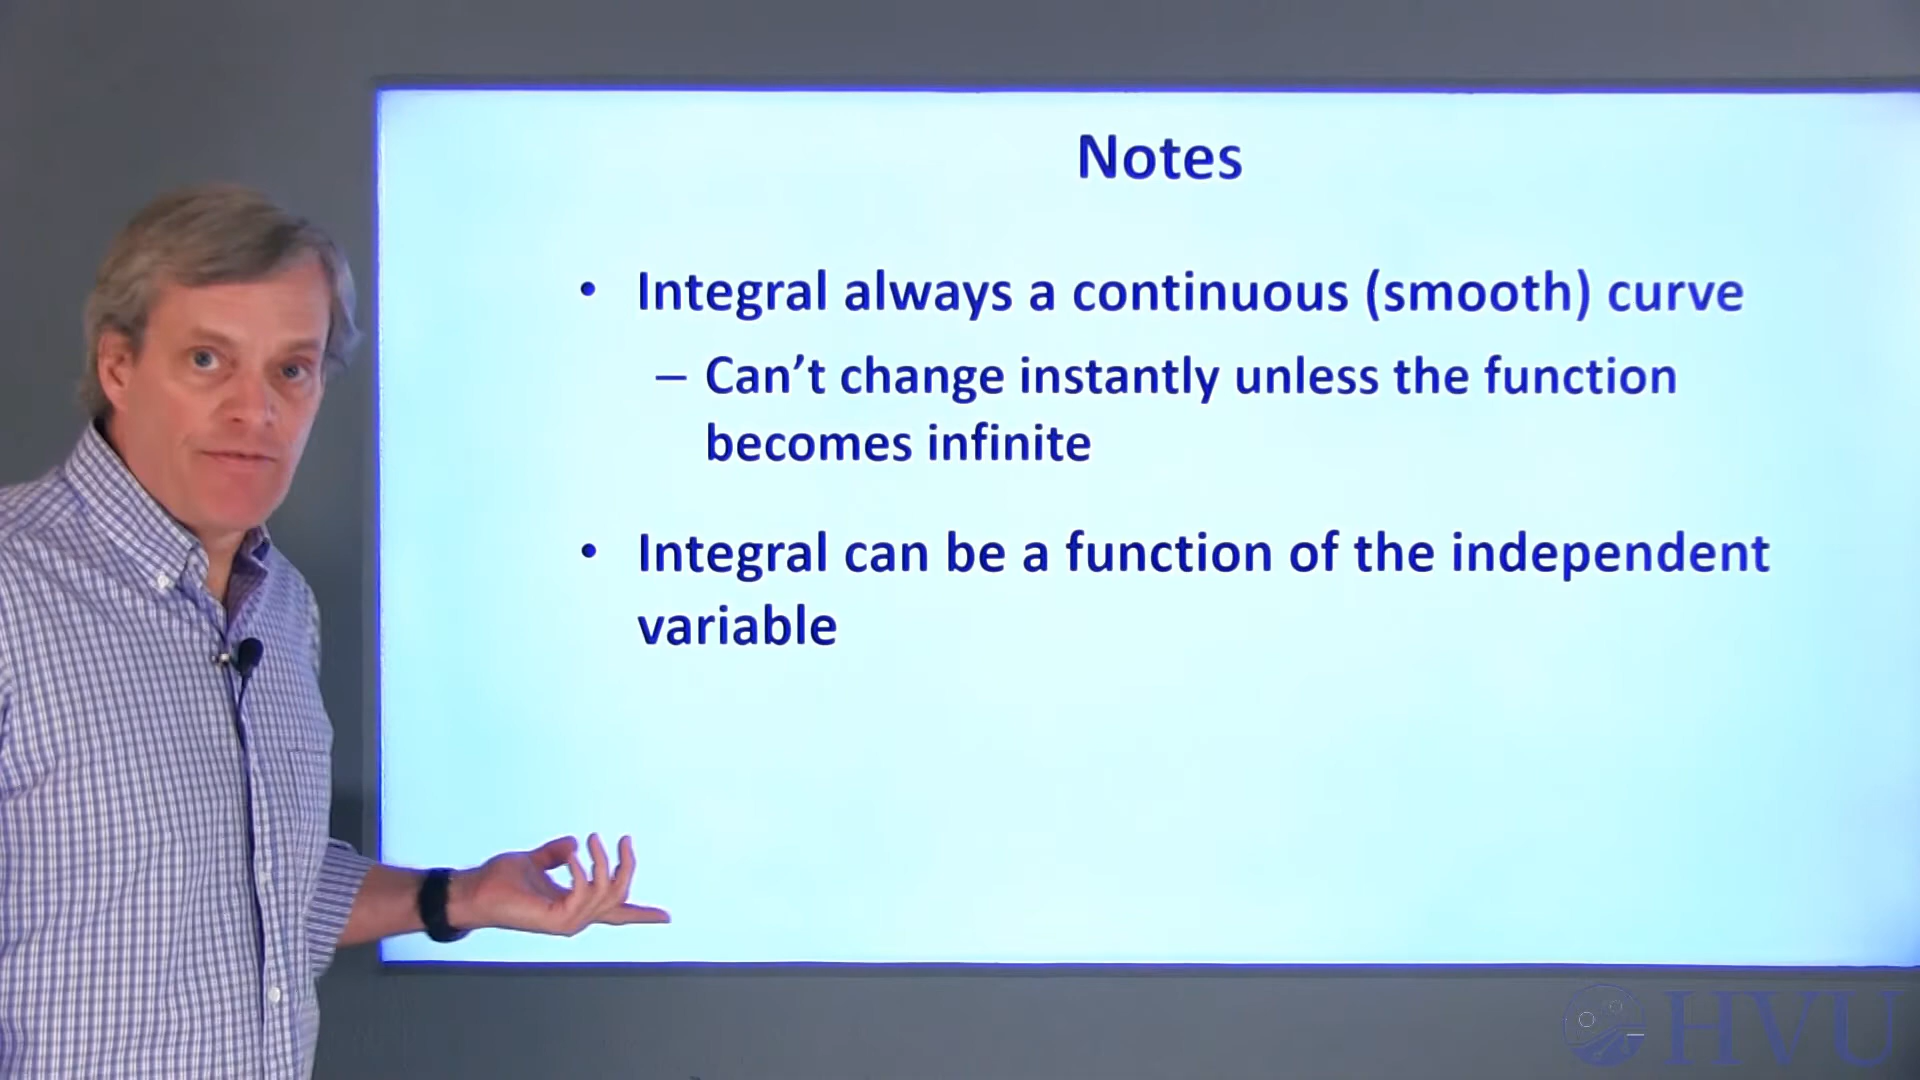 Notes
• Integral always a continuous (smooth) curve
– Can’t change instantly unless the function
becomes infinite
• Integral can be a function of the independent
variable
HVU